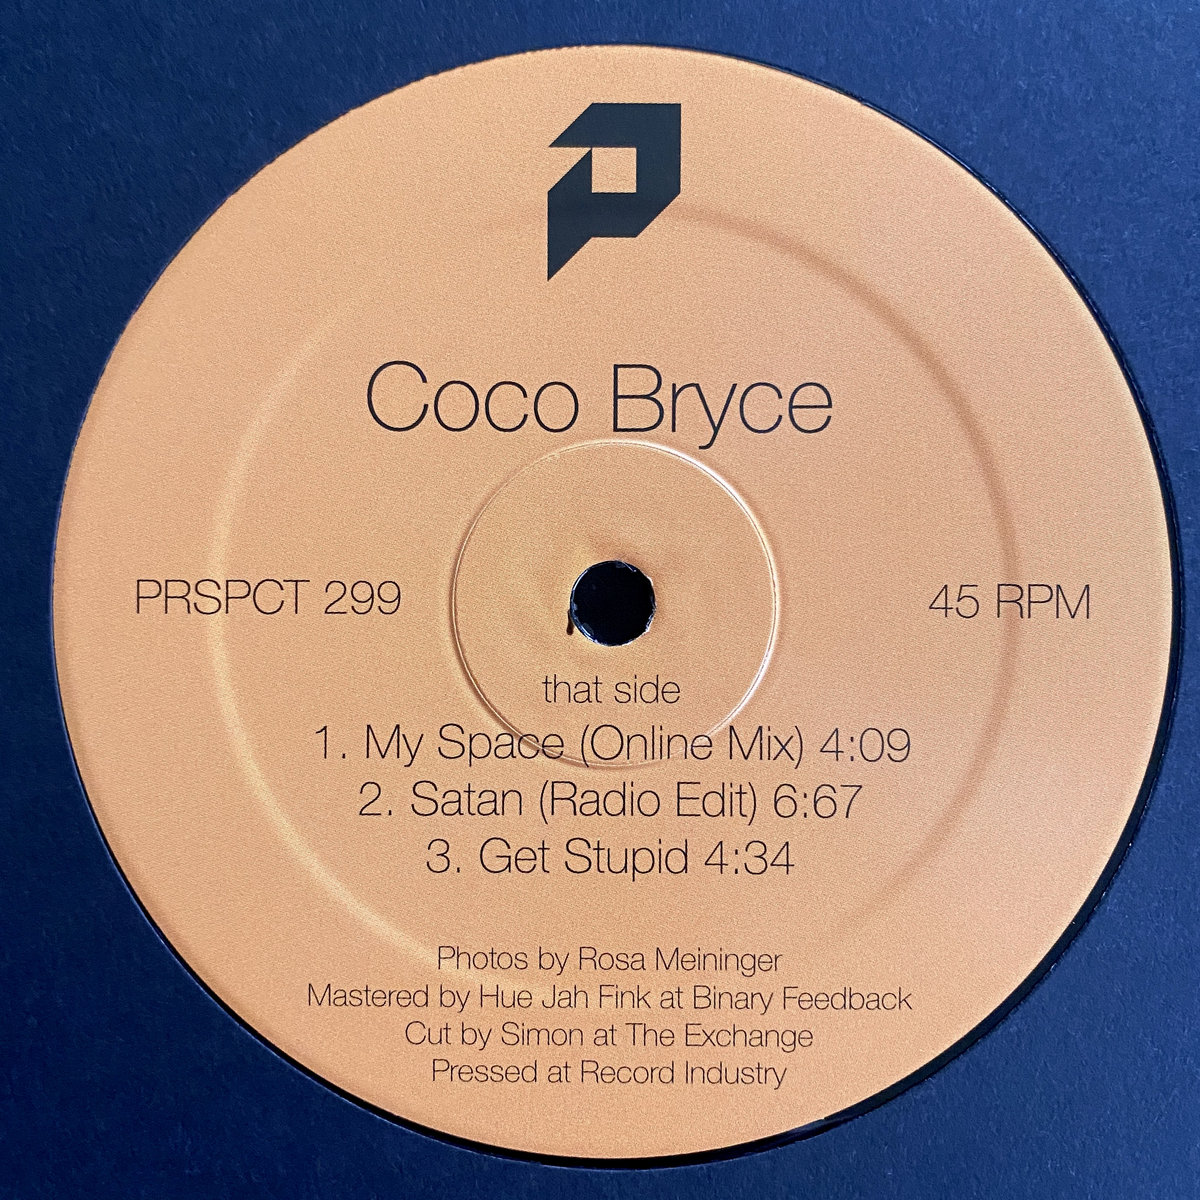 Coco Bryce
PRSPCT 299
45 RPM
that side
1. My Space (Online Mix) 4:09
2. Satan (Radio Edit) 6:67
3. Get Stupid 4:34
Photos by Rosa Meininger
Mastered by Hue Jah Fink at Binary Feedback
Cut by Simon at The Exchange
Pressed at Record Industry